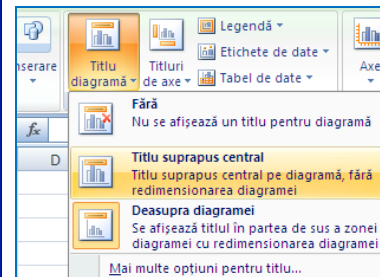 Legendă
Etichete de date
Tabel de date
Titlu
diagramă
Titluri
de axe
Axe
Fără
Nu se afișează un titlu pentru diagramă
fx
D
Titlu suprapus central
Titlu suprapus central pe diagramă, fără
redimensionarea diagramei
Deasupra diagramei
Se afișează titlul în partea de sus a zonei
diagramei cu redimensionarea diagramei
Mai multe opțiuni pentru titlu...